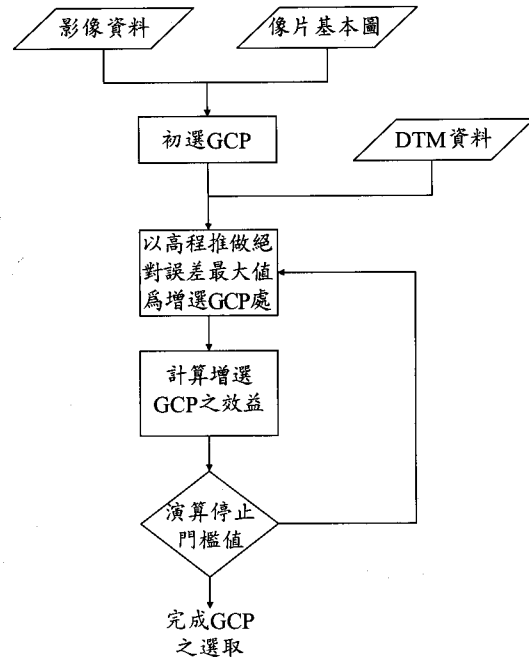 影像資料
像片基本圖
初選GCP
DTM資料
以高程推做絕
對誤差最大值
爲增選GCP處
計算增選
GCP之效益
演算停止
門檻值
完成GCP
之選取